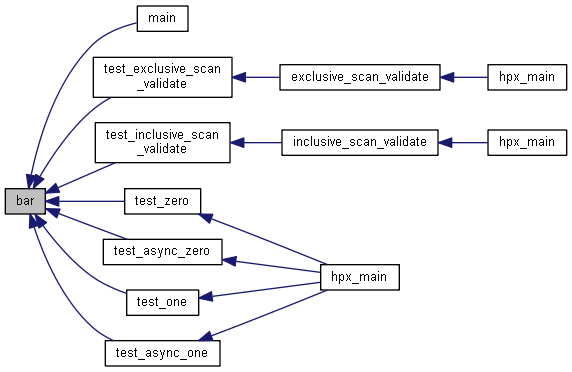 main
test_exclusive_scan
_validate
exclusive_scan_validate
hpx_main
test_inclusive_scan
_validate
inclusive_scan_validate
hpx_main
bar
test_zero
test_async_zero
hpx_main
test_one
test_async_one